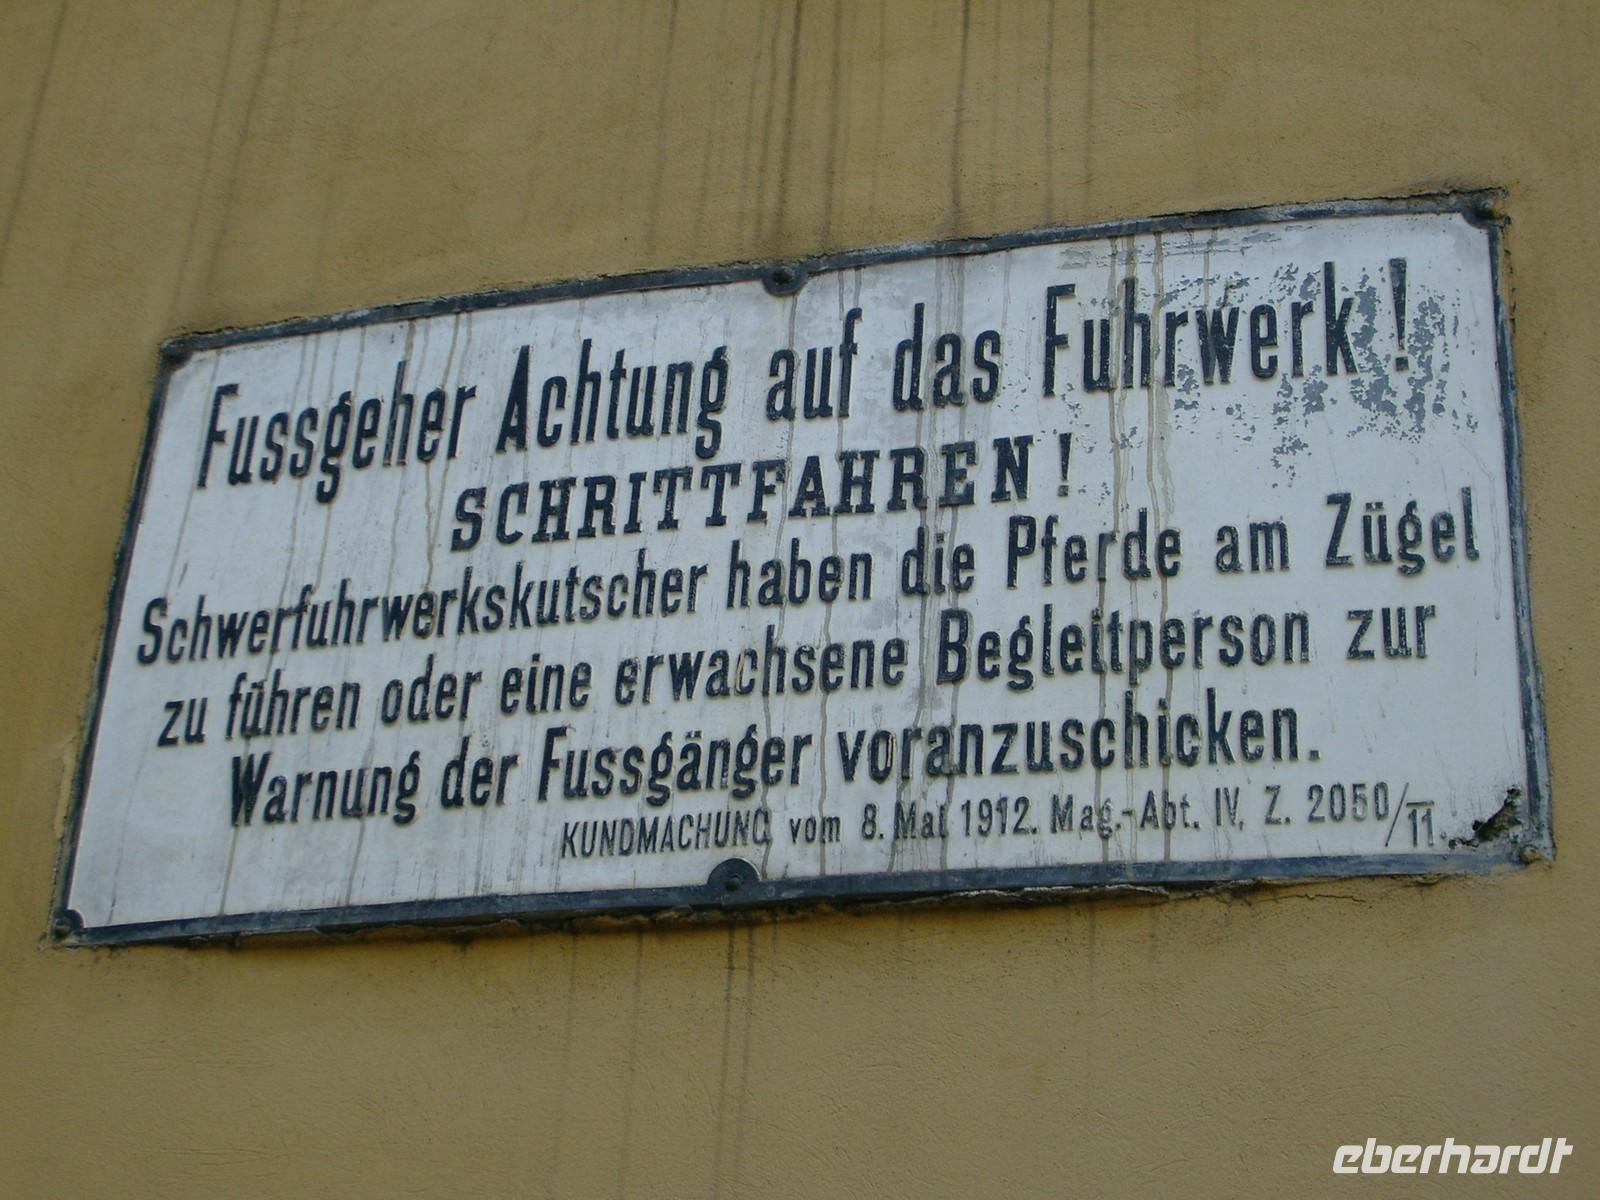 Fussgeher Achtung auf das Fuhrwerk!
SCHRITTFAHREN!
Schwerfuhrwerkskutscher haben die Pferde am Zügel
zu führen oder eine erwachsene Begleitperson zur
Warnung der Fussgänger voranzuschicken.
KUNDMACHUNG vom 8. Mai 1912. Mag.-Abt. IV, Z. 2050/11.
eberhardt